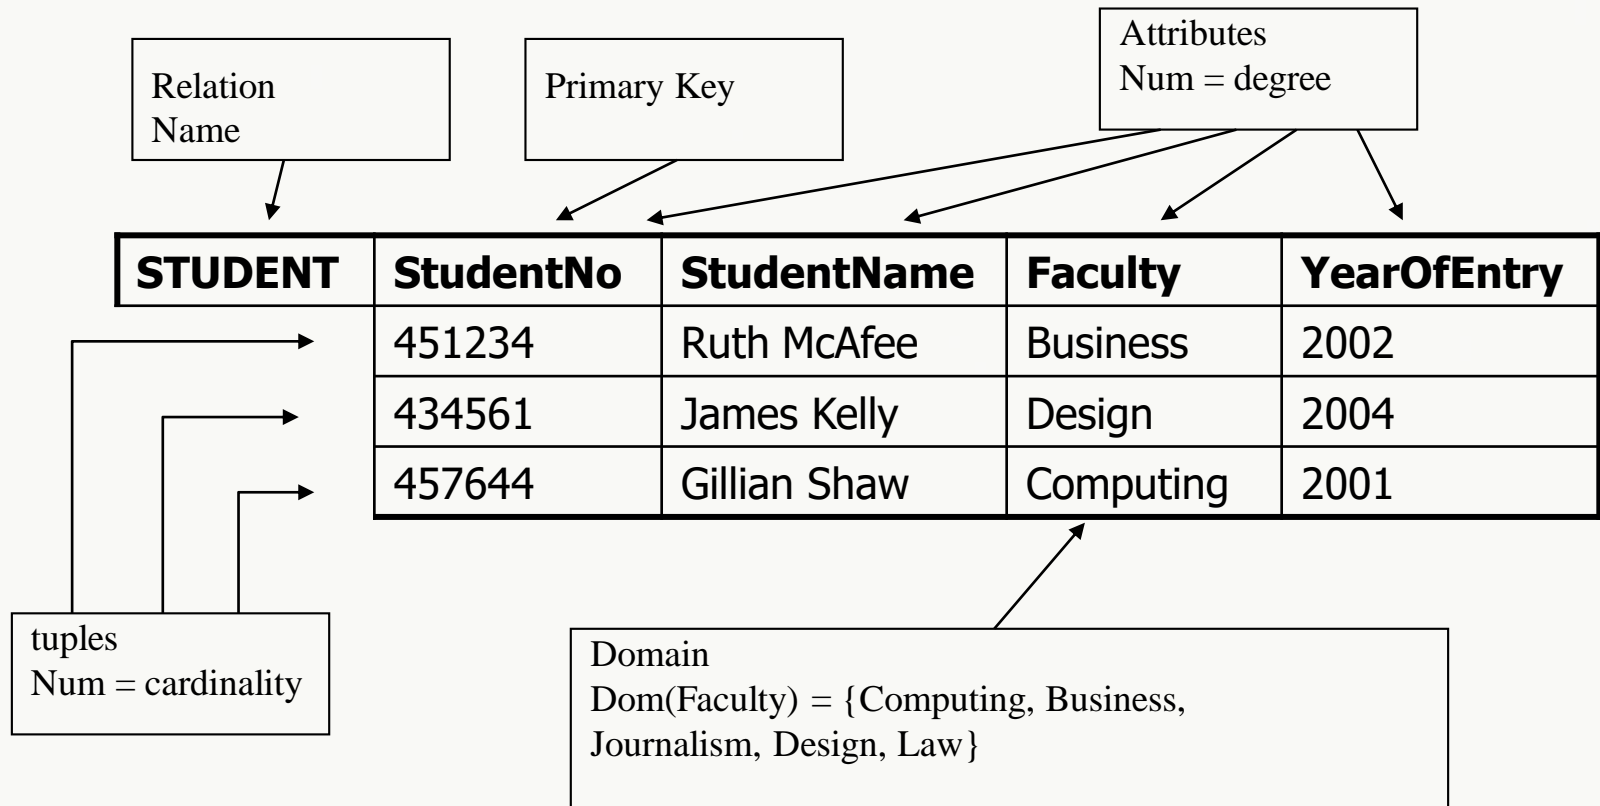 Relation
Name
Primary Key
Attributes
Num = degree
STUDENT StudentNo StudentName Faculty YearOfEntry
451234 Ruth McAfee Business 2002
434561 James Kelly Design 2004
457644 Gillian Shaw Computing 2001
tuples
Num = cardinality
Domain
Dom(Faculty) = {Computing, Business,
Journalism, Design, Law}